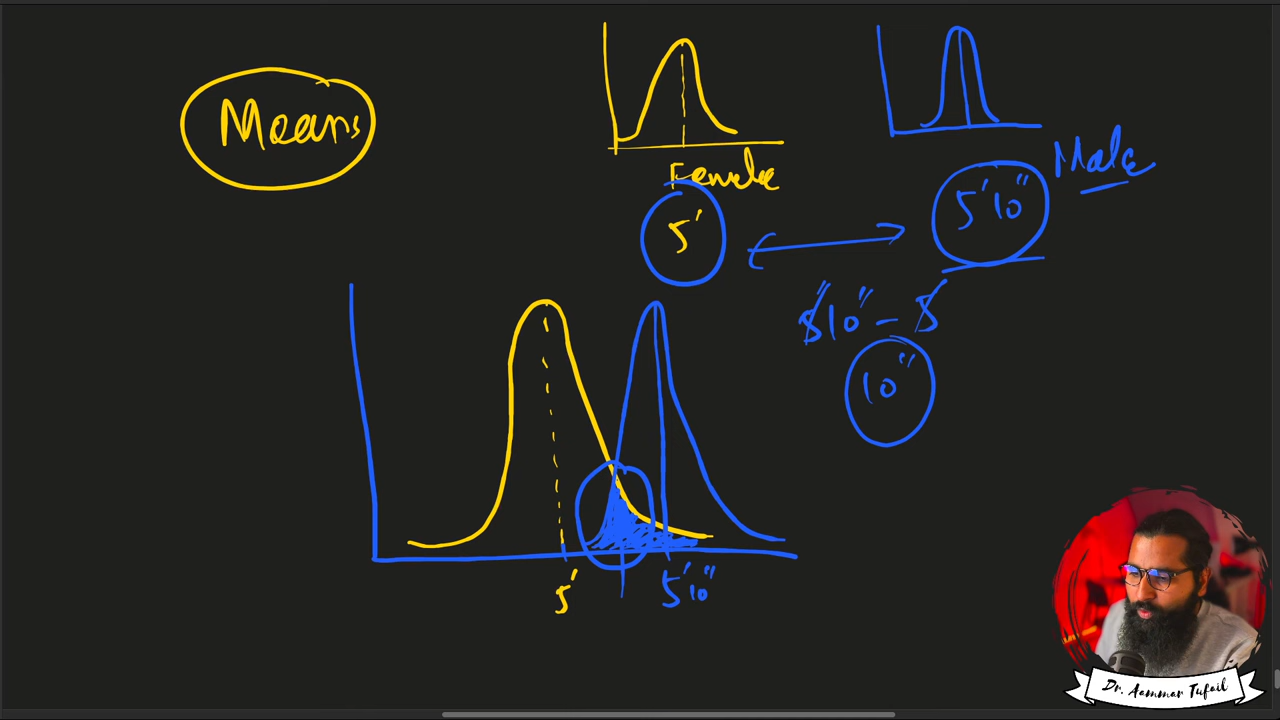 Means
Female
Male
5'
5'10"
5"10" - 5
10"
5'
5'10"
Dr. Aammar Tufail